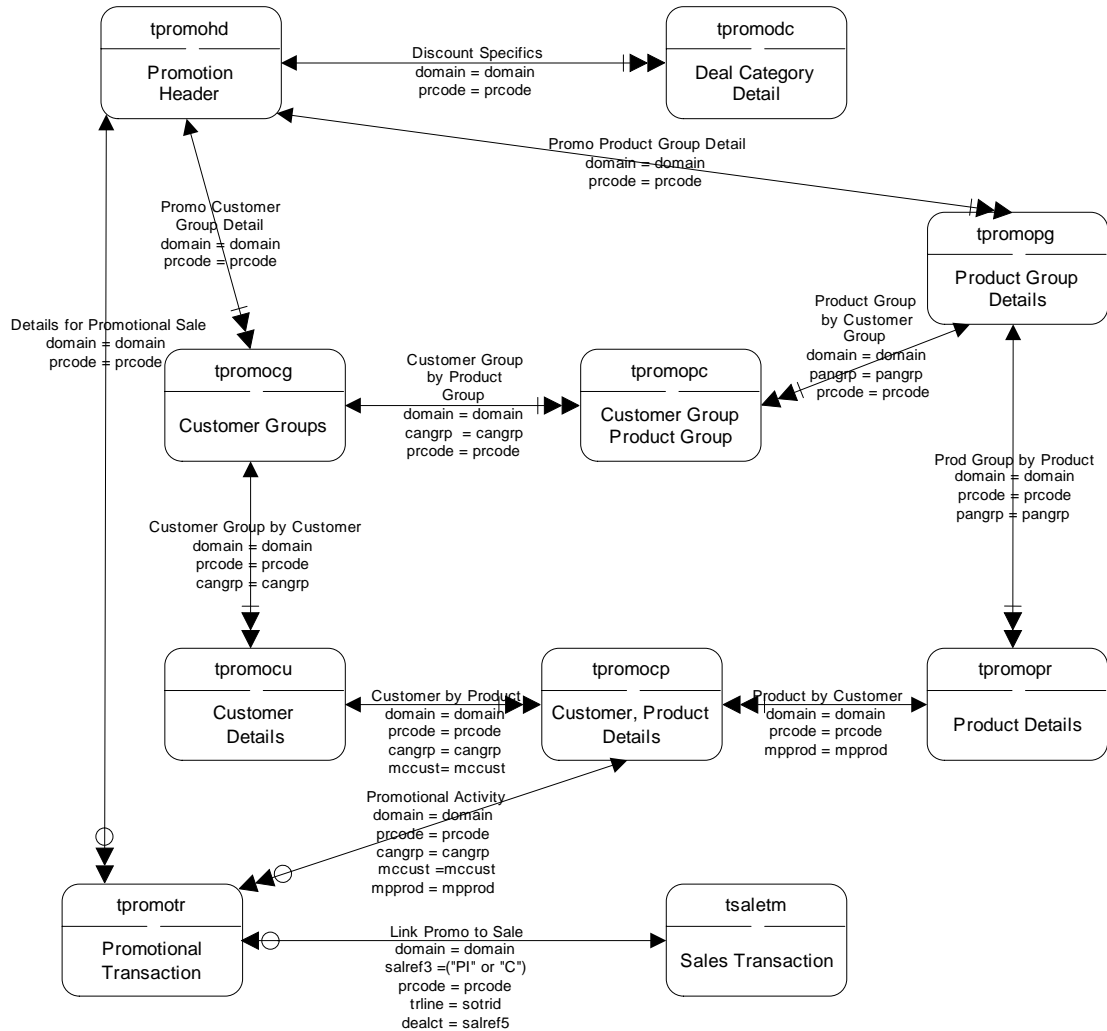 tpromohd
Promotion
Header
Discount Specifics
domain = domain
prcode = prcode
tpromodc
Deal Category
Detail
Promo Product Group Detail
domain = domain
prcode = prcode
Promo Customer
Group Detail
domain = domain
prcode = prcode
tpromopg
Product Group
Details
Details for Promotional Sale
domain = domain
prcode = prcode
Product Group
by Customer
Group
domain = domain
pangrp = pangrp
prcode = prcode
tpromocg
Customer Groups
Customer Group
by Product
Group
domain = domain
cangrp = cangrp
prcode = prcode
tpromopc
Customer Group
Product Group
Prod Group by Product
domain = domain
prcode = prcode
pangrp = pangrp
Customer Group by Customer
domain = domain
prcode = prcode
cangrp = cangrp
tpromocu
Customer
Details
Customer by Product
domain = domain
prcode = prcode
cangrp = cangrp
mccust= mccust
tpromocp
Customer, Product
Details
Product by Customer
domain = domain
prcode = prcode
mpprod = mpprod
tpromopr
Product Details
Promotional Activity
domain = domain
prcode = prcode
cangrp = cangrp
mccust =mccust
mpprod = mpprod
tpromotr
Promotional
Transaction
Link Promo to Sale
domain = domain
salref3 =("PI" or "C")
prcode = prcode
trline = sotrid
dealct = salref5
tsaletm
Sales Transaction